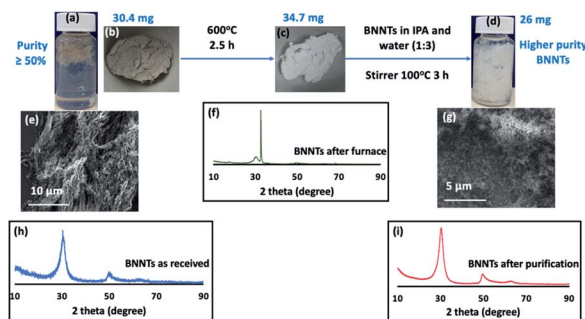 (a)
30.4 mg
34.7 mg
(d)
26 mg
Purity
≥ 50%
(b)
600°C
2.5 h
(c)
BNNTs in IPA and
water (1:3)
Stirrer 100°C 3 h
Higher purity
BNNTs
(e)
10 μm
(f)
BNNTs after furnace
10 30 50 70 90
2 theta (degree)
(g)
5 μm
(h)
BNNTs as received
10 30 50 70 90
2 theta (degree)
(i)
BNNTs after purification
10 30 50 70 90
2 theta (degree)